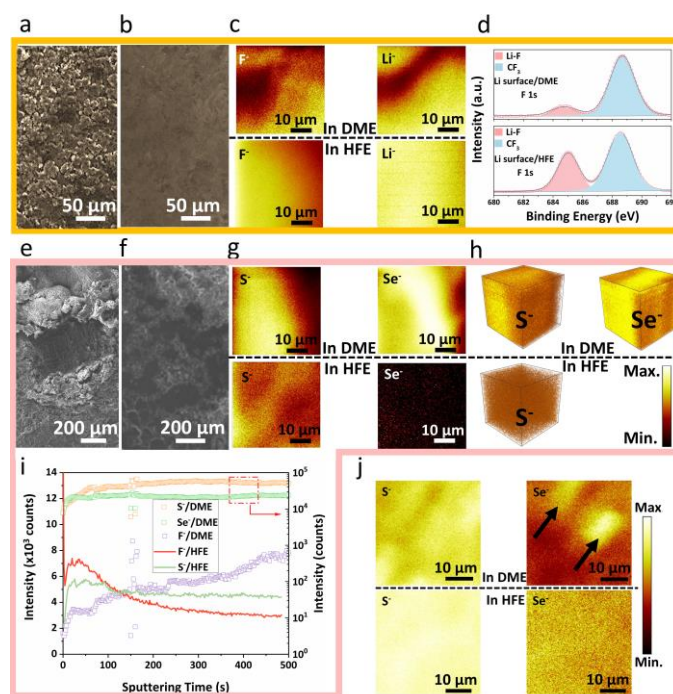 a
b
c
d
50 μm
50 μm
F⁻
10 μm
Li⁻
10 μm
In DME
In HFE
F⁻
10 μm
Li⁻
10 μm
Intensity (a.u.)
Li-F
CF₃
Li surface/DME
F 1s
Li-F
CF₃
Li surface/HFE
F 1s
680 682 684 686 688 690 69
Binding Energy (eV)
e
f
g
h
200 μm
200 μm
S⁻
10 μm
Se⁻
10 μm
In DME
In HFE
S⁻
10 μm
Se⁻
10 μm
S⁻
Se⁻
In DME
In HFE
S⁻
Max.
Min.
i
Intensity (x10³ counts)
14
12
10
8
6
4
2
0
S⁻/DME
Se⁻/DME
F⁻/DME
F⁻/HFE
S⁻/HFE
10⁵
10⁴
10³
10²
10¹
10⁰
Intensity (counts)
0 100 200 300 400 500
Sputtering Time (s)
j
S⁻
10 μm
Se⁻
10 μm
In DME
In HFE
S⁻
10 μm
Se⁻
10 μm
Max
Min.